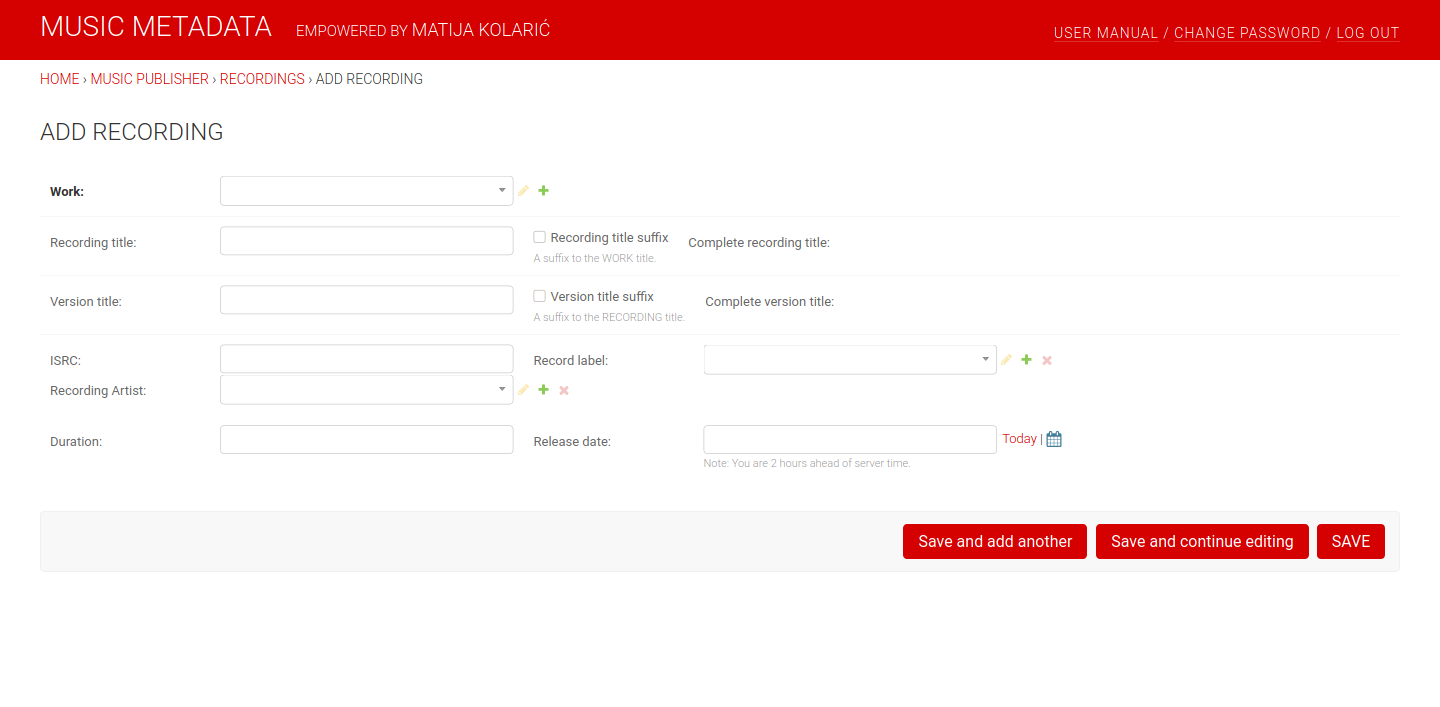 MUSIC METADATA EMPOWERED BY MATIJA KOLARIĆ
USER MANUAL / CHANGE PASSWORD / LOG OUT
HOME › MUSIC PUBLISHER › RECORDINGS › ADD RECORDING
ADD RECORDING
Work:
Recording title: Recording title suffix Complete recording title:
A suffix to the WORK title.
Version title: Version title suffix Complete version title:
A suffix to the RECORDING title.
ISRC: Record label:
Recording Artist:
Duration: Release date: Today |
Note: You are 2 hours ahead of server time.
Save and add another Save and continue editing SAVE